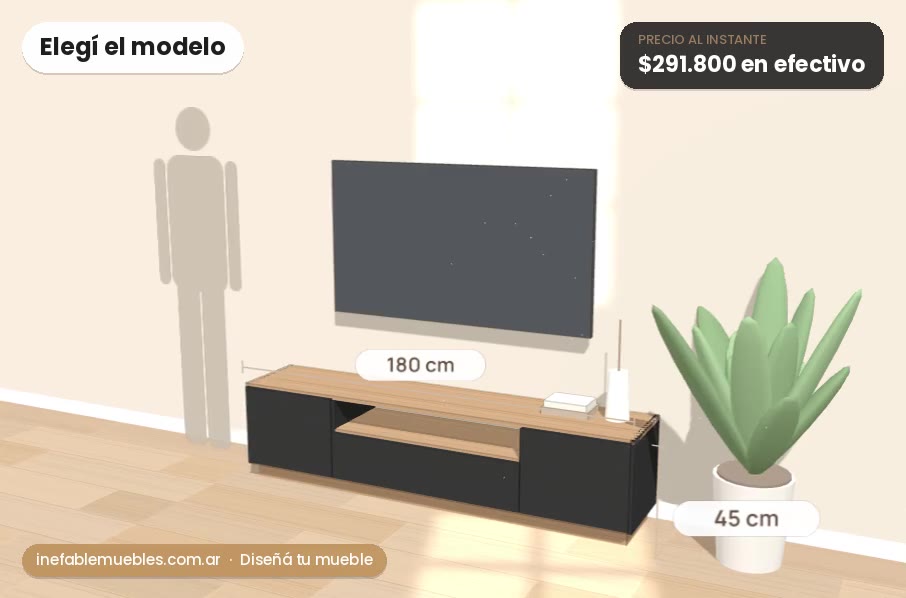 Elegí el modelo
PRECIO AL INSTANTE
$291.800 en efectivo
180 cm
45 cm
inefablemuebles.com.ar · Diseñá tu mueble